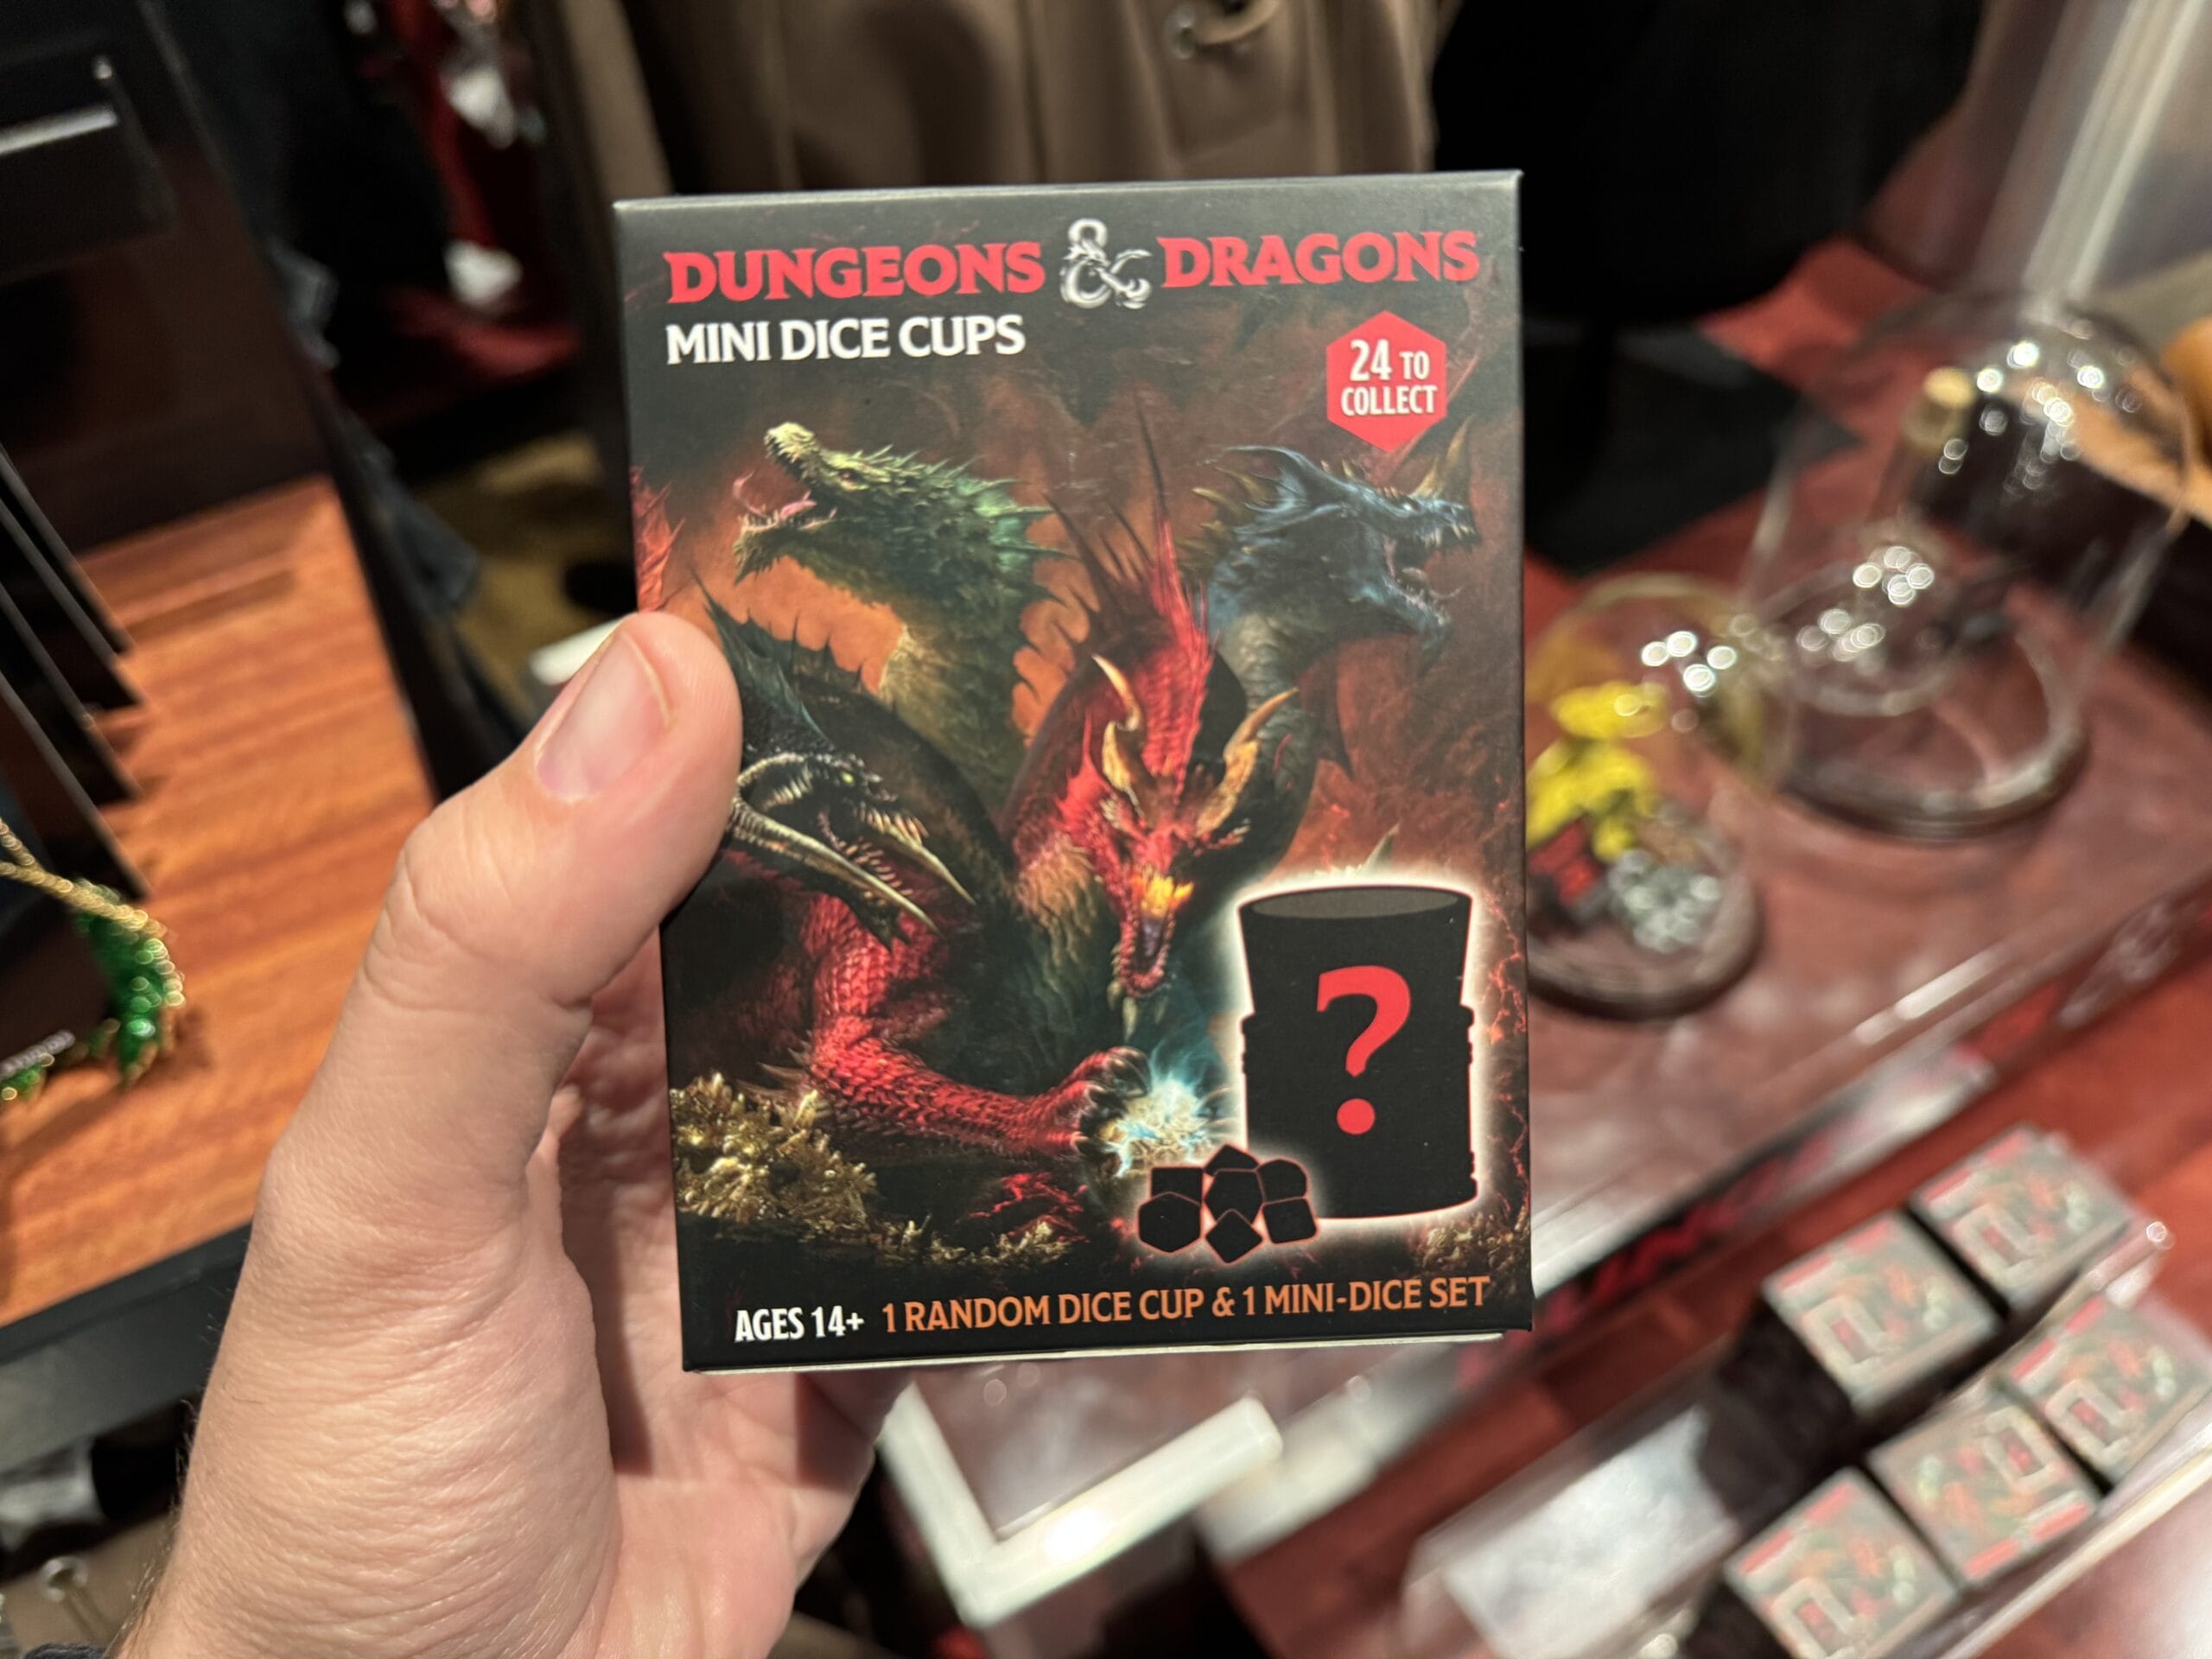 DUNGEONS & DRAGONS
MINI DICE CUPS
24 TO
COLLECT
?
AGES 14+ 1 RANDOM DICE CUP & 1 MINI-DICE SET